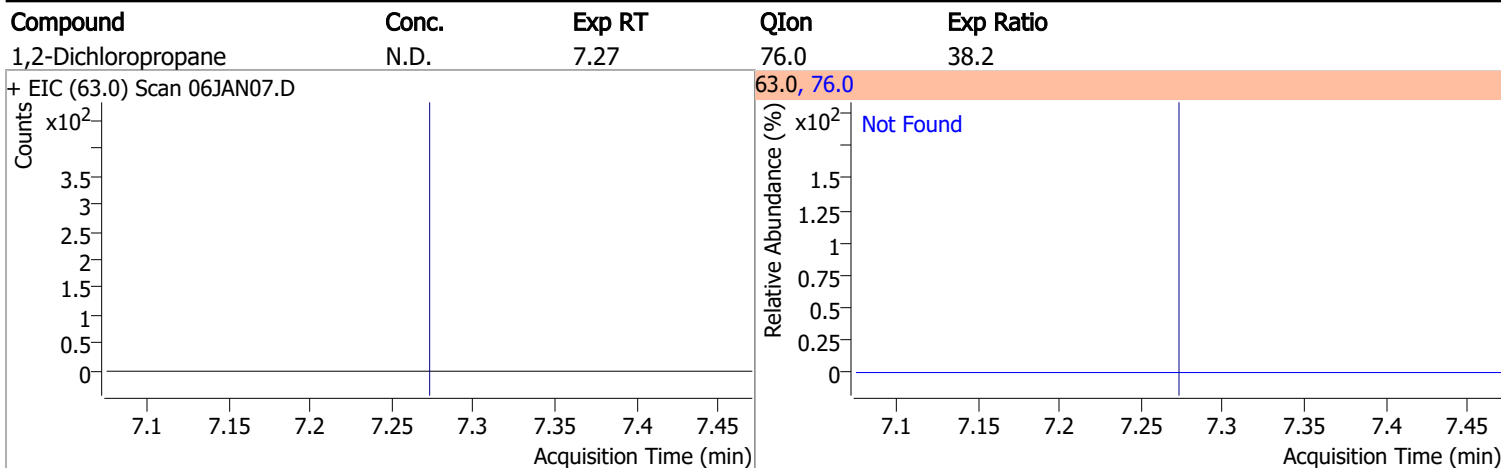 Compound Conc. Exp RT QIon Exp Ratio
1,2-Dichloropropane N.D. 7.27 76.0 38.2
+ EIC (63.0) Scan 06JAN07.D
Counts
x10²
3.5
3
2.5
2
1.5
1
0.5
0
7.1 7.15 7.2 7.25 7.3 7.35 7.4 7.45
Acquisition Time (min)
63.0, 76.0
Relative Abundance (%)
x10²
Not Found
1.5
1.25
1
0.75
0.5
0.25
0
7.1 7.15 7.2 7.25 7.3 7.35 7.4 7.45
Acquisition Time (min)